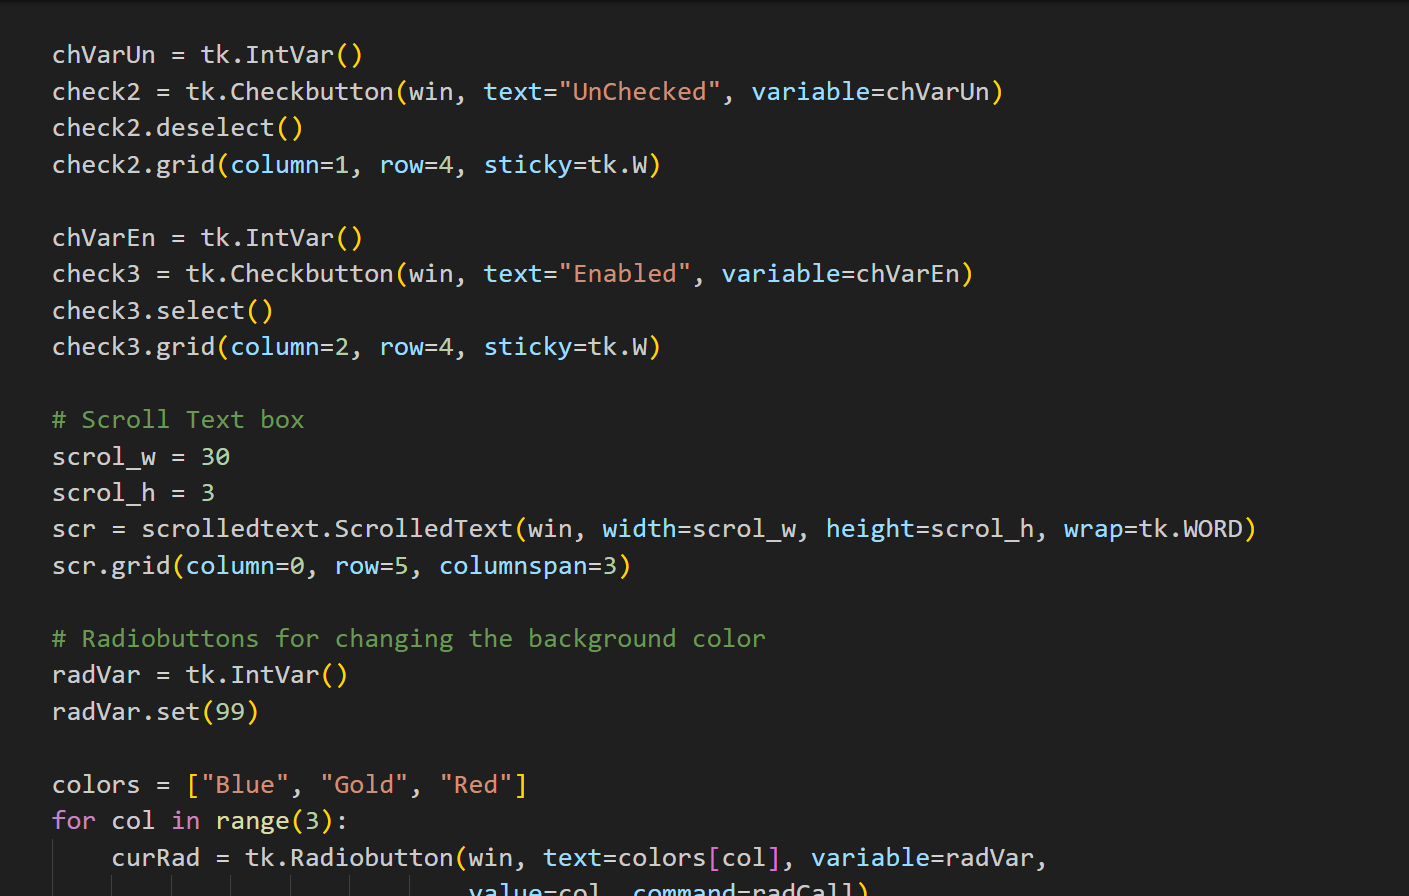 chVarUn = tk.IntVar()
check2 = tk.Checkbutton(win, text="UnChecked", variable=chVarUn)
check2.deselect()
check2.grid(column=1, row=4, sticky=tk.W)

chVarEn = tk.IntVar()
check3 = tk.Checkbutton(win, text="Enabled", variable=chVarEn)
check3.select()
check3.grid(column=2, row=4, sticky=tk.W)

# Scroll Text box
scrol_w = 30
scrol_h = 3
scr = scrolledtext.ScrolledText(win, width=scrol_w, height=scrol_h, wrap=tk.WORD)
scr.grid(column=0, row=5, columnspan=3)

# Radiobuttons for changing the background color
radVar = tk.IntVar()
radVar.set(99)

colors = ["Blue", "Gold", "Red"]
for col in range(3):
    curRad = tk.Radiobutton(win, text=colors[col], variable=radVar,
                            value=col, command=radCall)